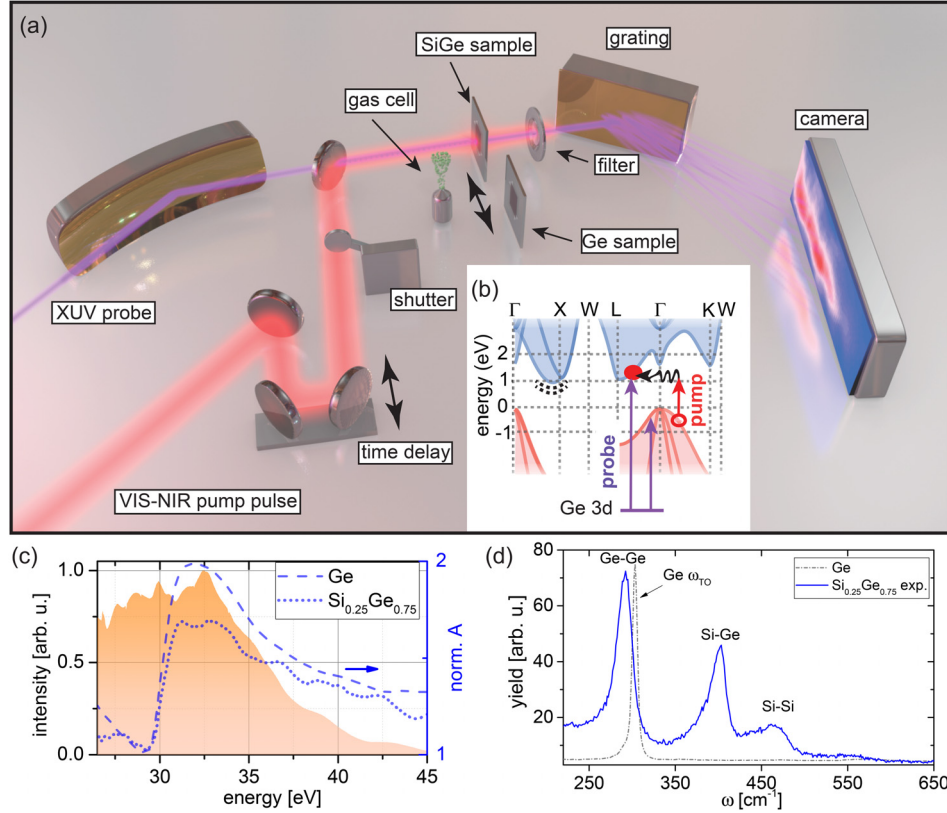 (a)
SiGe sample
grating
gas cell
camera
filter
Ge sample
shutter
XUV probe
time delay
VIS-NIR pump pulse
(b)
Γ X W L Γ K W
energy (eV)
2
1
0
-1
pump
probe
Ge 3d
(c)
intensity [arb. u.]
1.0
0.5
0.0
30 35 40 45
energy [eV]
Ge
Si0.25Ge0.75
2
1
norm. A
(d)
yield [arb. u.]
80
60
40
20
250 350 450 550 650
ω [cm-1]
Ge-Ge
Ge ωTO
Si-Ge
Si-Si
Ge
Si0.25Ge0.75 exp.